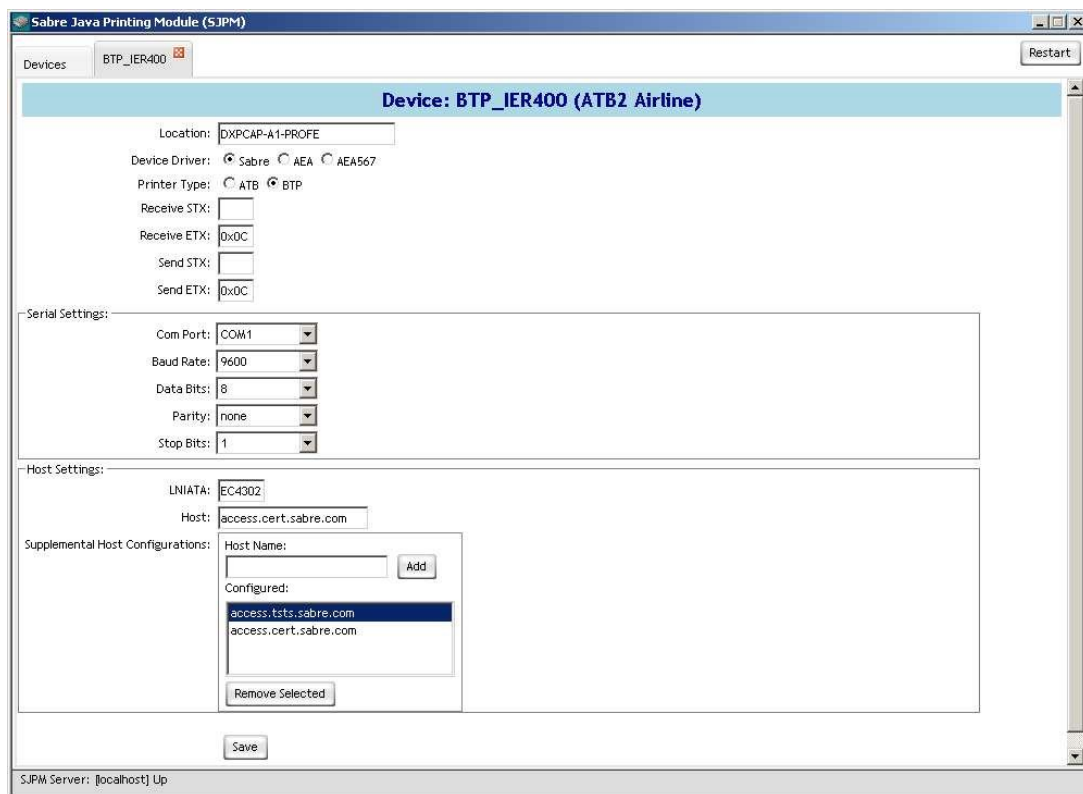 Sabre Java Printing Module (SJPM)
Devices
BTP_IER400
Restart
Device: BTP_IER400 (ATB2 Airline)
Location: DXPCAP-A1-PROFE
Device Driver: Sabre AEA AEA567
Printer Type: ATB BTP
Receive STX:
Receive ETX: 0x0C
Send STX:
Send ETX: 0x0C
Serial Settings:
Com Port: COM1
Baud Rate: 9600
Data Bits: 8
Parity: none
Stop Bits: 1
Host Settings:
LNIATA: EC4302
Host: access.cert.sabre.com
Supplemental Host Configurations: Host Name:
Add
Configured:
access.tsts.sabre.com
access.cert.sabre.com
Remove Selected
Save
SJPM Server: [localhost] Up